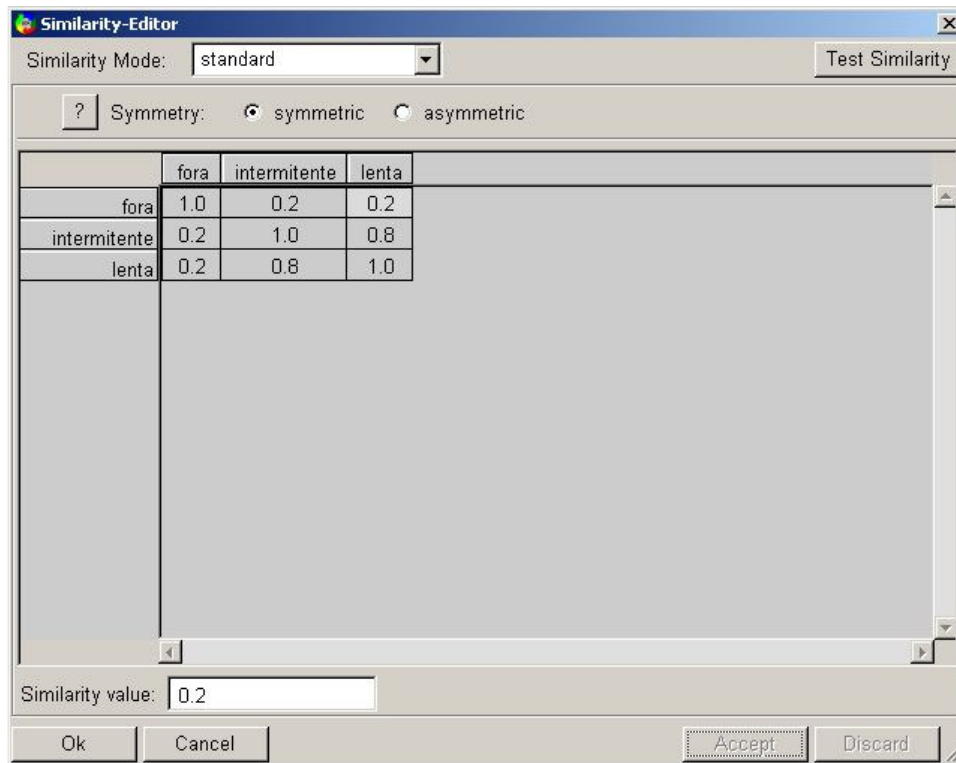 Similarity-Editor
Similarity Mode: standard Test Similarity
? Symmetry: symmetric asymmetric
fora intermitente lenta
fora 1.0 0.2 0.2
intermitente 0.2 1.0 0.8
lenta 0.2 0.8 1.0
Similarity value: 0.2
Ok Cancel Accept Discard